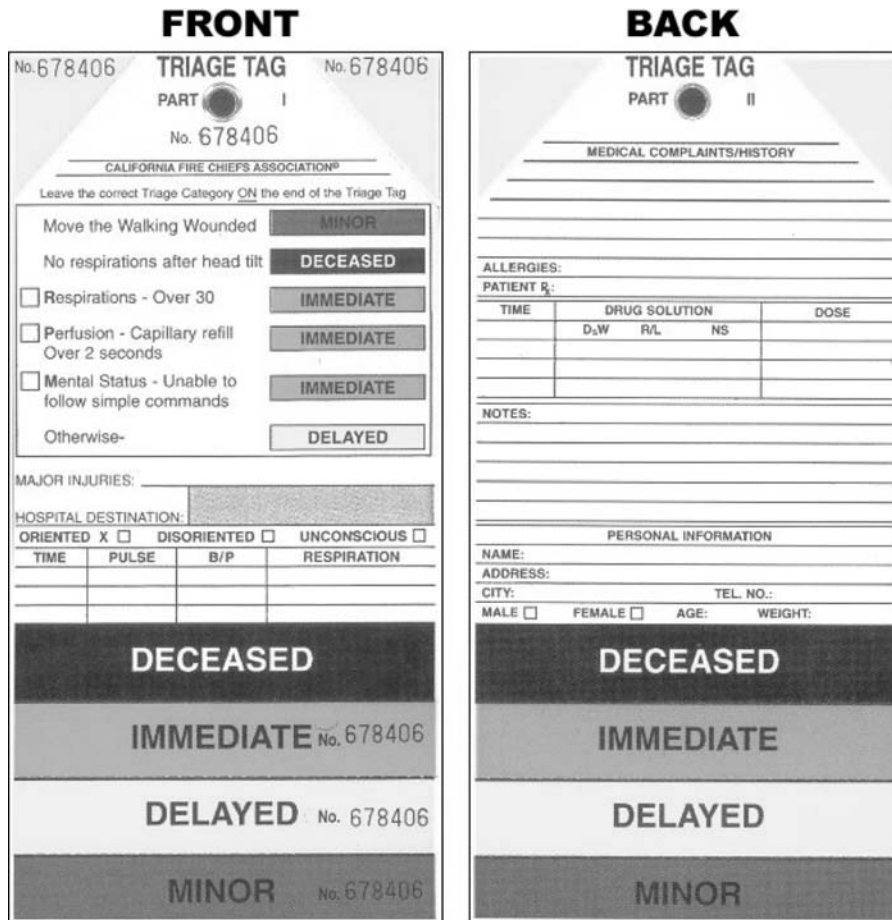 FRONT
No. 678406 TRIAGE TAG No. 678406
PART I
No. 678406
CALIFORNIA FIRE CHIEFS ASSOCIATION©
Leave the correct Triage Category ON the end of the Triage Tag
Move the Walking Wounded MINOR
No respirations after head tilt DECEASED
Respirations - Over 30 IMMEDIATE
Perfusion - Capillary refill IMMEDIATE
Over 2 seconds
Mental Status - Unable to IMMEDIATE
follow simple commands
Otherwise- DELAYED
MAJOR INJURIES:
HOSPITAL DESTINATION:
ORIENTED X DISORIENTED UNCONSCIOUS
TIME PULSE B/P RESPIRATION
DECEASED
IMMEDIATE No. 678406
DELAYED No. 678406
MINOR No. 678406
BACK
TRIAGE TAG
PART II
MEDICAL COMPLAINTS/HISTORY
ALLERGIES:
PATIENT ℞:
TIME DRUG SOLUTION DOSE
D₅W R/L NS
NOTES:
PERSONAL INFORMATION
NAME:
ADDRESS:
CITY: TEL. NO.:
MALE FEMALE AGE: WEIGHT:
DECEASED
IMMEDIATE
DELAYED
MINOR